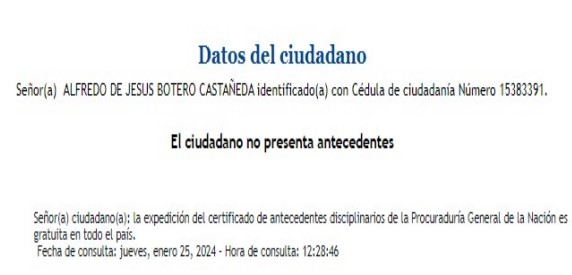 Datos del ciudadano
Señor(a) ALFREDO DE JESUS BOTERO CASTAÑEDA identificado(a) con Cédula de ciudadanía Número 15383391.
El ciudadano no presenta antecedentes
Señor(a) ciudadano(a): la expedición del certificado de antecedentes disciplinarios de la Procuraduría General de la Nación es
gratuita en todo el país.
Fecha de consulta: jueves, enero 25, 2024 - Hora de consulta: 12:28:46